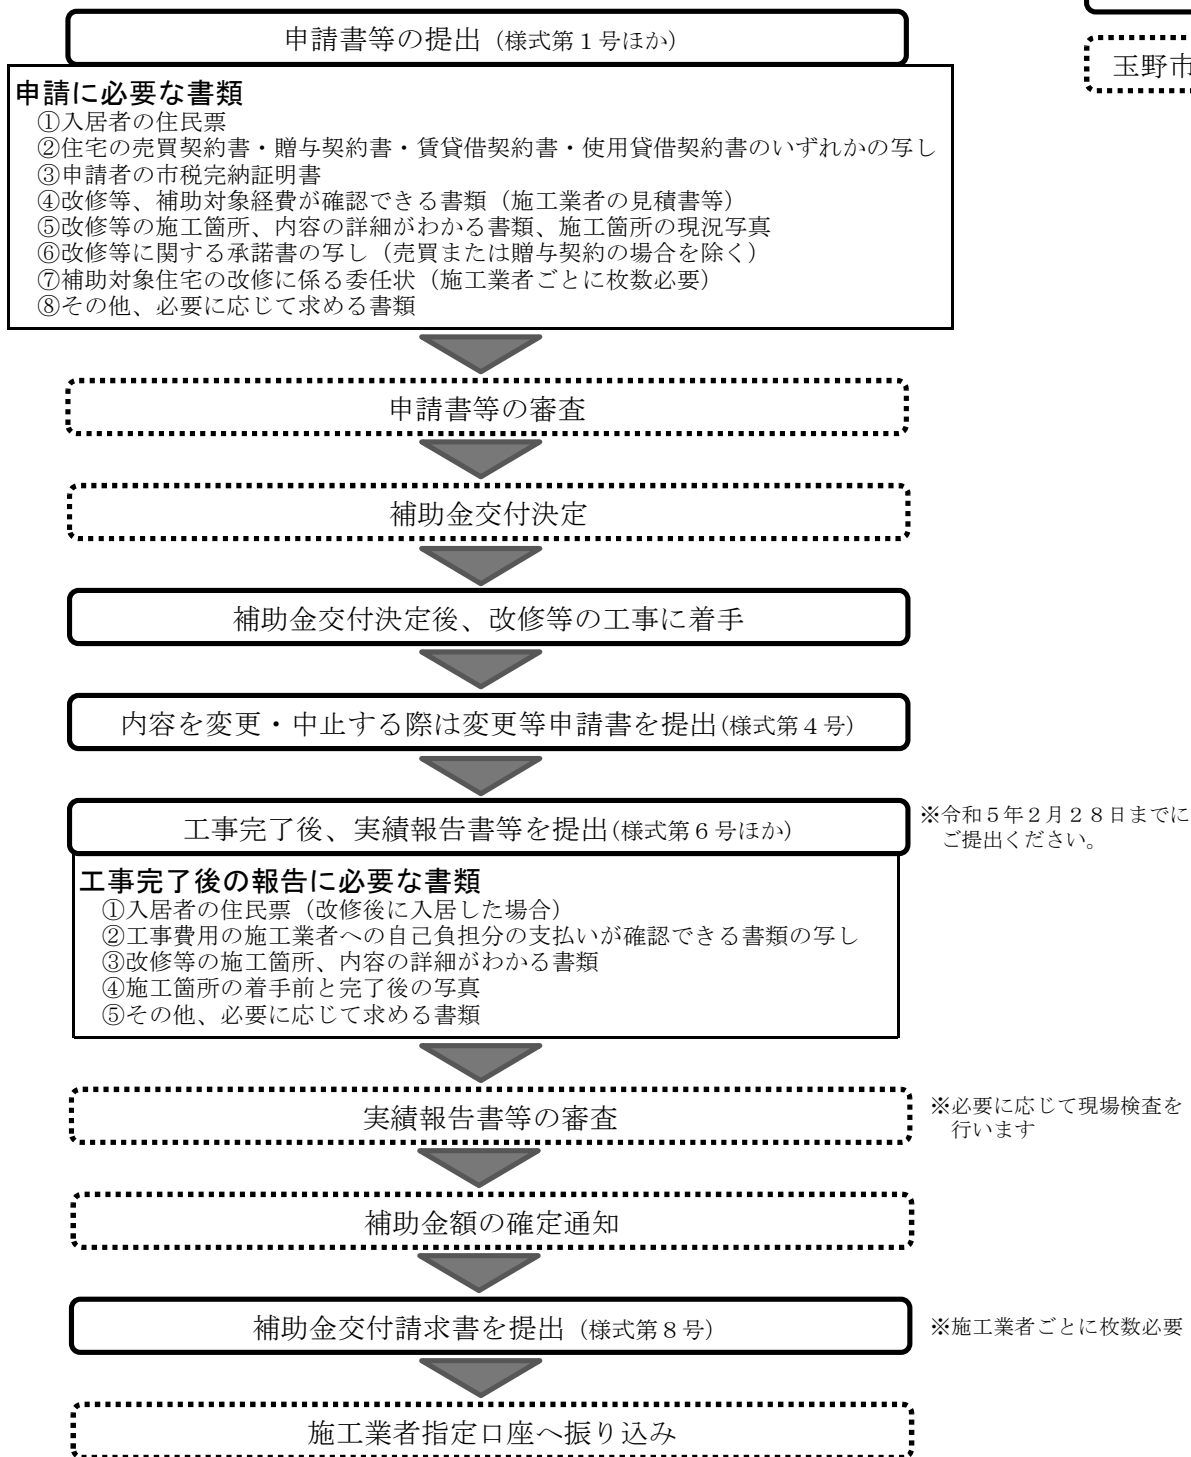 申請書等の提出（様式第１号ほか）
玉野市
申請に必要な書類
①入居者の住民票
②住宅の売買契約書・贈与契約書・賃貸借契約書・使用貸借契約書のいずれかの写し
③申請者の市税完納証明書
④改修等、補助対象経費が確認できる書類（施工業者の見積書等）
⑤改修等の施工箇所、内容の詳細がわかる書類、施工箇所の現況写真
⑥改修等に関する承諾書の写し（売買または贈与契約の場合を除く）
⑦補助対象住宅の改修に係る委任状（施工業者ごとに枚数必要）
⑧その他、必要に応じて求める書類
申請書等の審査
補助金交付決定
補助金交付決定後、改修等の工事に着手
内容を変更・中止する際は変更等申請書を提出(様式第４号)
工事完了後、実績報告書等を提出(様式第６号ほか)
※令和５年２月２８日までに
ご提出ください。
工事完了後の報告に必要な書類
①入居者の住民票（改修後に入居した場合）
②工事費用の施工業者への自己負担分の支払いが確認できる書類の写し
③改修等の施工箇所、内容の詳細がわかる書類
④施工箇所の着手前と完了後の写真
⑤その他、必要に応じて求める書類
実績報告書等の審査
※必要に応じて現場検査を
行います
補助金額の確定通知
補助金交付請求書を提出（様式第８号）
※施工業者ごとに枚数必要
施工業者指定口座へ振り込み